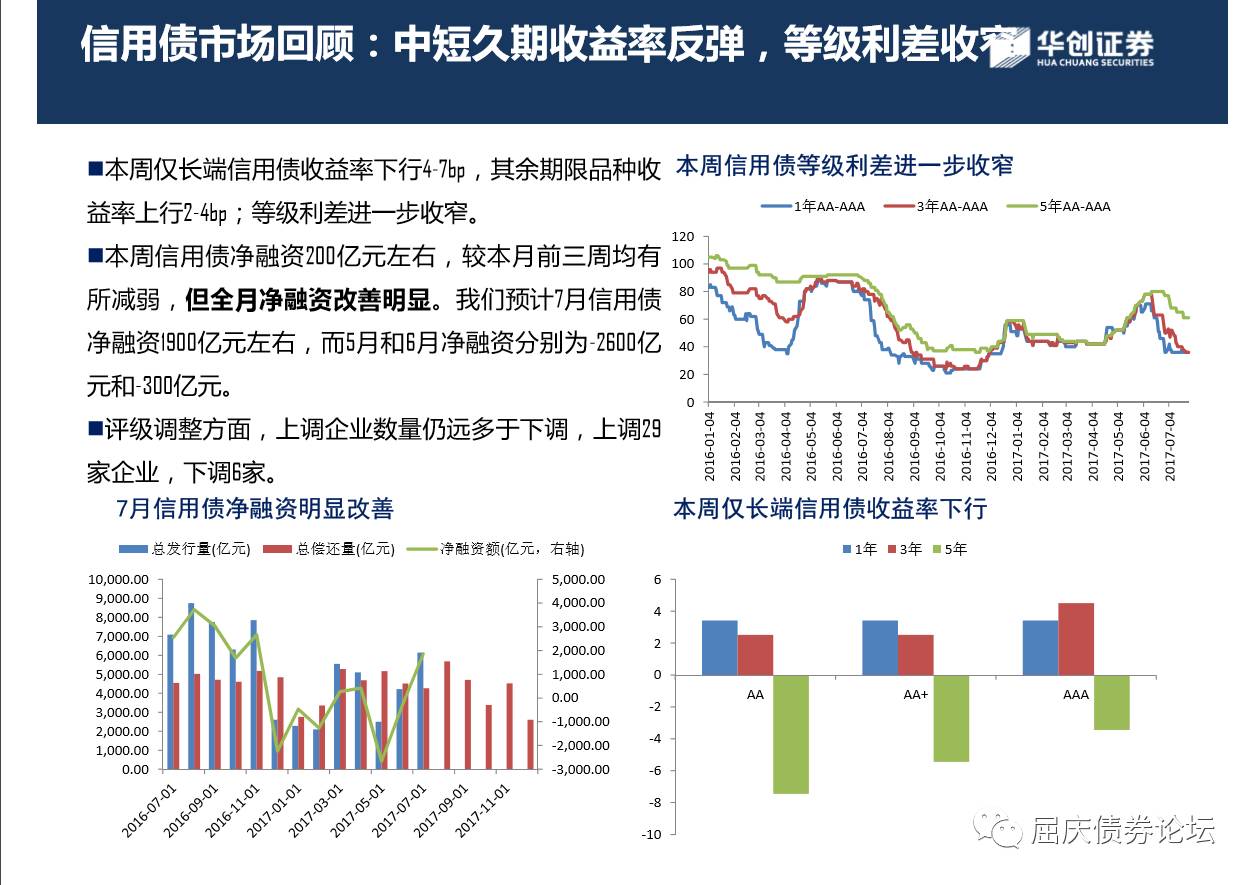 信用债市场回顾：中短久期收益率反弹，等级利差收窄
华创证券
HUA CHUANG SECURITIES
■本周仅长端信用债收益率下行4-7bp，其余期限品种收
益率上行2-4bp；等级利差进一步收窄。
■本周信用债净融资200亿元左右，较本月前三周均有
所减弱，但全月净融资改善明显。我们预计7月信用债
净融资1900亿元左右，而5月和6月净融资分别为-2600亿
元和-300亿元。
■评级调整方面，上调企业数量仍远多于下调，上调29
家企业，下调6家。
本周信用债等级利差进一步收窄
1年AA-AAA 3年AA-AAA 5年AA-AAA
120
100
80
60
40
20
0
2016-01-04 2016-02-04 2016-03-04 2016-04-04 2016-05-04 2016-06-04 2016-07-04 2016-08-04 2016-09-04 2016-10-04 2016-11-04 2016-12-04 2017-01-04 2017-02-04 2017-03-04 2017-04-04 2017-05-04 2017-06-04 2017-07-04
7月信用债净融资明显改善
总发行量(亿元) 总偿还量(亿元) 净融资额(亿元，右轴)
10,000.00
9,000.00
8,000.00
7,000.00
6,000.00
5,000.00
4,000.00
3,000.00
2,000.00
1,000.00
0.00
5,000.00
4,000.00
3,000.00
2,000.00
1,000.00
0.00
-1,000.00
-2,000.00
-3,000.00
2016-07-01 2016-09-01 2016-11-01 2017-01-01 2017-03-01 2017-05-01 2017-07-01 2017-09-01 2017-11-01
本周仅长端信用债收益率下行
1年 3年 5年
6
4
2
0
-2
-4
-6
-8
-10
AA AA+ AAA
屈庆债券论坛